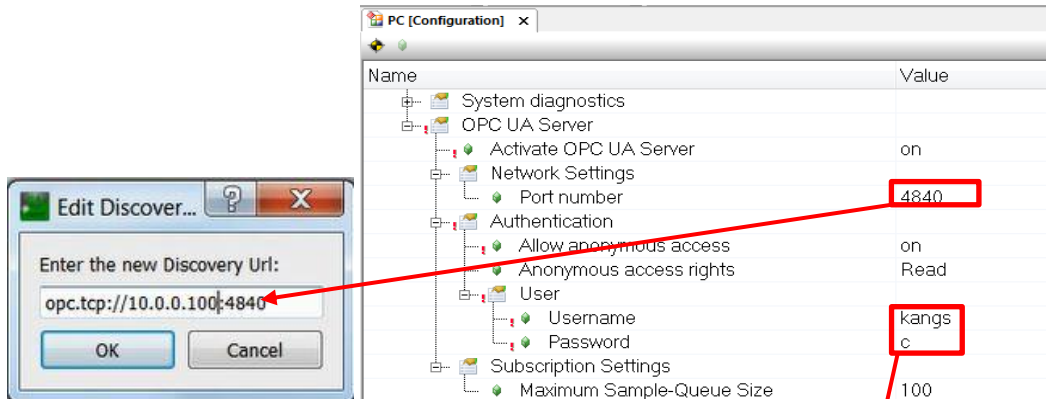 PC [Configuration] x
Name Value
System diagnostics
OPC UA Server
Activate OPC UA Server on
Network Settings
Port number 4840
Authentication
Allow anonymous access on
Anonymous access rights Read
User
Username kangs
Password c
Subscription Settings
Maximum Sample-Queue Size 100
Edit Discover...
Enter the new Discovery Url:
opc.tcp://10.0.0.100:4840
OK Cancel